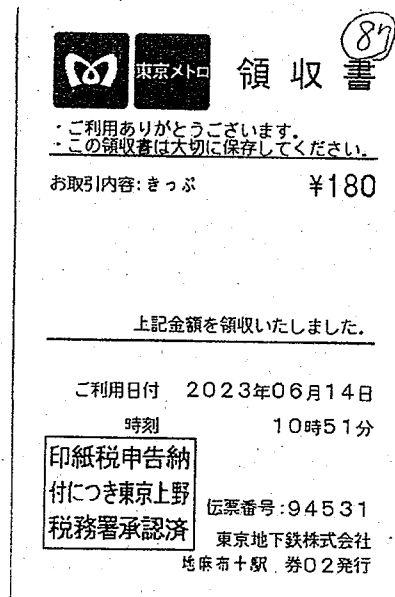 87
東京メトロ 領収書
・ご利用ありがとうございます。
・この領収書は大切に保存してください。
お取引内容:きっぷ ¥180
上記金額を領収いたしました。
ご利用日付 2023年06月14日
時刻 10時51分
印紙税申告納
付につき東京上野
税務署承認済
伝票番号:94531
東京地下鉄株式会社
地麻布十駅 券02発行